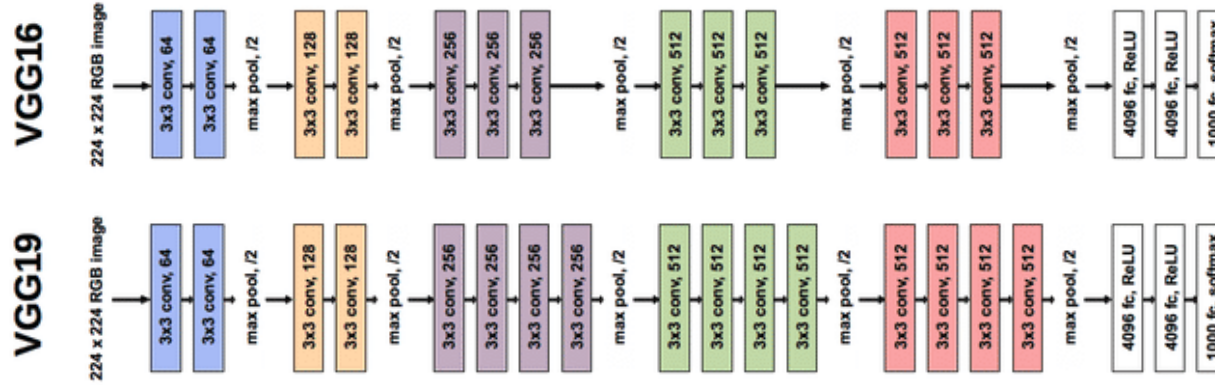 VGG16
224 x 224 RGB image
3x3 conv, 64
3x3 conv, 64
max pool, /2
3x3 conv, 128
3x3 conv, 128
max pool, /2
3x3 conv, 256
3x3 conv, 256
3x3 conv, 256
max pool, /2
3x3 conv, 512
3x3 conv, 512
3x3 conv, 512
max pool, /2
3x3 conv, 512
3x3 conv, 512
3x3 conv, 512
max pool, /2
4096 fc, ReLU
4096 fc, ReLU
1000 fc, softmax
VGG19
224 x 224 RGB image
3x3 conv, 64
3x3 conv, 64
max pool, /2
3x3 conv, 128
3x3 conv, 128
max pool, /2
3x3 conv, 256
3x3 conv, 256
3x3 conv, 256
3x3 conv, 256
max pool, /2
3x3 conv, 512
3x3 conv, 512
3x3 conv, 512
3x3 conv, 512
max pool, /2
3x3 conv, 512
3x3 conv, 512
3x3 conv, 512
3x3 conv, 512
max pool, /2
4096 fc, ReLU
4096 fc, ReLU
1000 fc, softmax